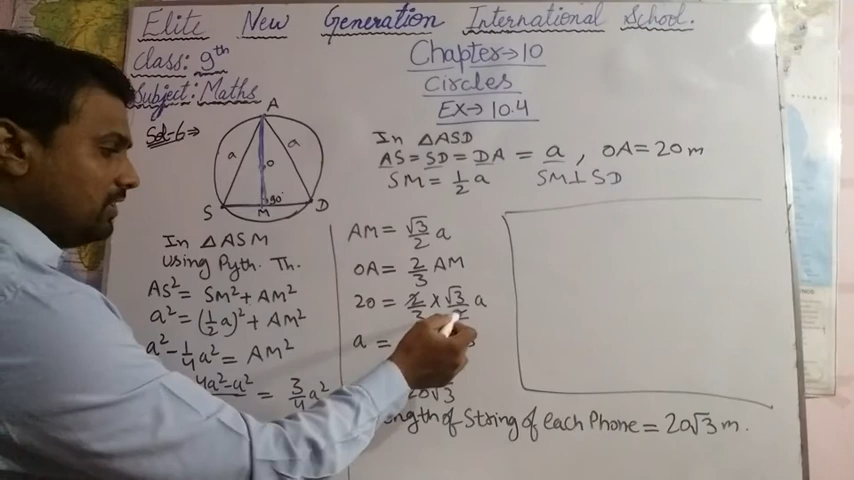 Elite New Generation International School.
Class: 9th
Subject: Maths
Chapter→10
Circles
EX→ 10.4
Sol-6⇒
A
a
a
O
90°
S
M
D
In △ASD
AS = SD = DA = a, OA = 20 m
SM = 1/2 a SM⊥SD
In △ASM
Using Pyth. Th.
AS² = SM² + AM²
a² = (1/2 a)² + AM²
a² - 1/4 a² = AM²
4a² - a² = 3/4 a²
AM = √3/2 a
OA = 2/3 AM
20 = 2/3 × √3/2 a
a =
20√3
length of String of each Phone = 20√3 m.